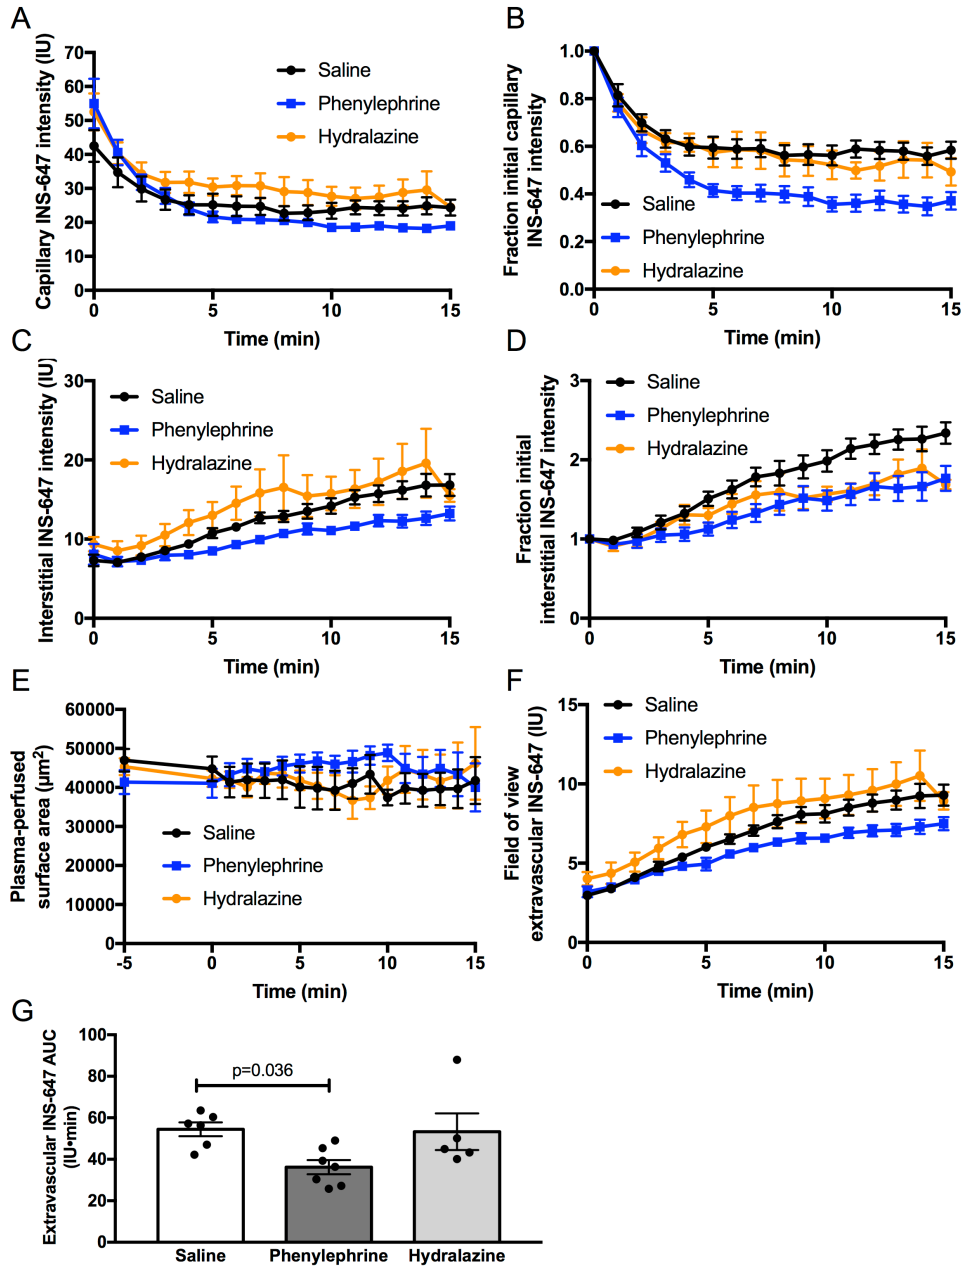 A
Capillary INS-647 intensity (IU)
70
60
50
40
30
20
10
0
0 5 10 15
Time (min)
Saline
Phenylephrine
Hydralazine
B
Fraction initial capillary
INS-647 intensity
1.0
0.8
0.6
0.4
0.2
0.0
0 5 10 15
Time (min)
Saline
Phenylephrine
Hydralazine
C
Interstitial INS-647 intensity (IU)
30
20
10
0
0 5 10 15
Time (min)
Saline
Phenylephrine
Hydralazine
D
Fraction initial
interstitial INS-647 intensity
3
2
1
0
0 5 10 15
Time (min)
Saline
Phenylephrine
Hydralazine
E
Plasma-perfused
surface area (µm²)
60000
50000
40000
30000
20000
10000
0
-5 0 5 10 15
Time (min)
Saline
Phenylephrine
Hydralazine
F
Field of view
extravascular INS-647 (IU)
15
10
5
0
0 5 10 15
Time (min)
Saline
Phenylephrine
Hydralazine
G
Extravascular INS-647 AUC
(IU•min)
100
80
60
40
20
0
p=0.036
Saline Phenylephrine Hydralazine